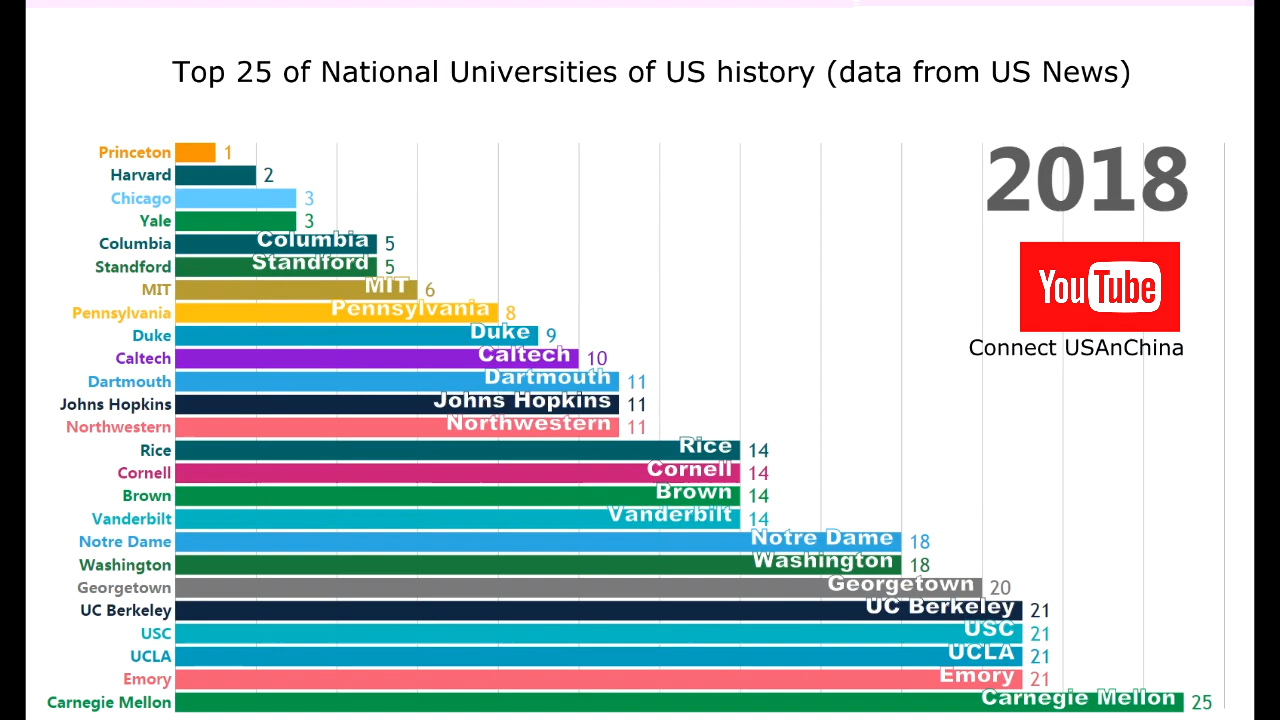 Top 25 of National Universities of US history (data from US News)
2018
YouTube
Connect USAnChina
Princeton 1
Harvard 2
Chicago 3
Yale 3
Columbia Columbia 5
Standford Standford 5
MIT MIT 6
Pennsylvania Pennsylvania 8
Duke Duke 9
Caltech Caltech 10
Dartmouth Dartmouth 11
Johns Hopkins Johns Hopkins 11
Northwestern Northwestern 11
Rice Rice 14
Cornell Cornell 14
Brown Brown 14
Vanderbilt Vanderbilt 14
Notre Dame Notre Dame 18
Washington Washington 18
Georgetown Georgetown 20
UC Berkeley UC Berkeley 21
USC USC 21
UCLA UCLA 21
Emory Emory 21
Carnegie Mellon Carnegie Mellon 25